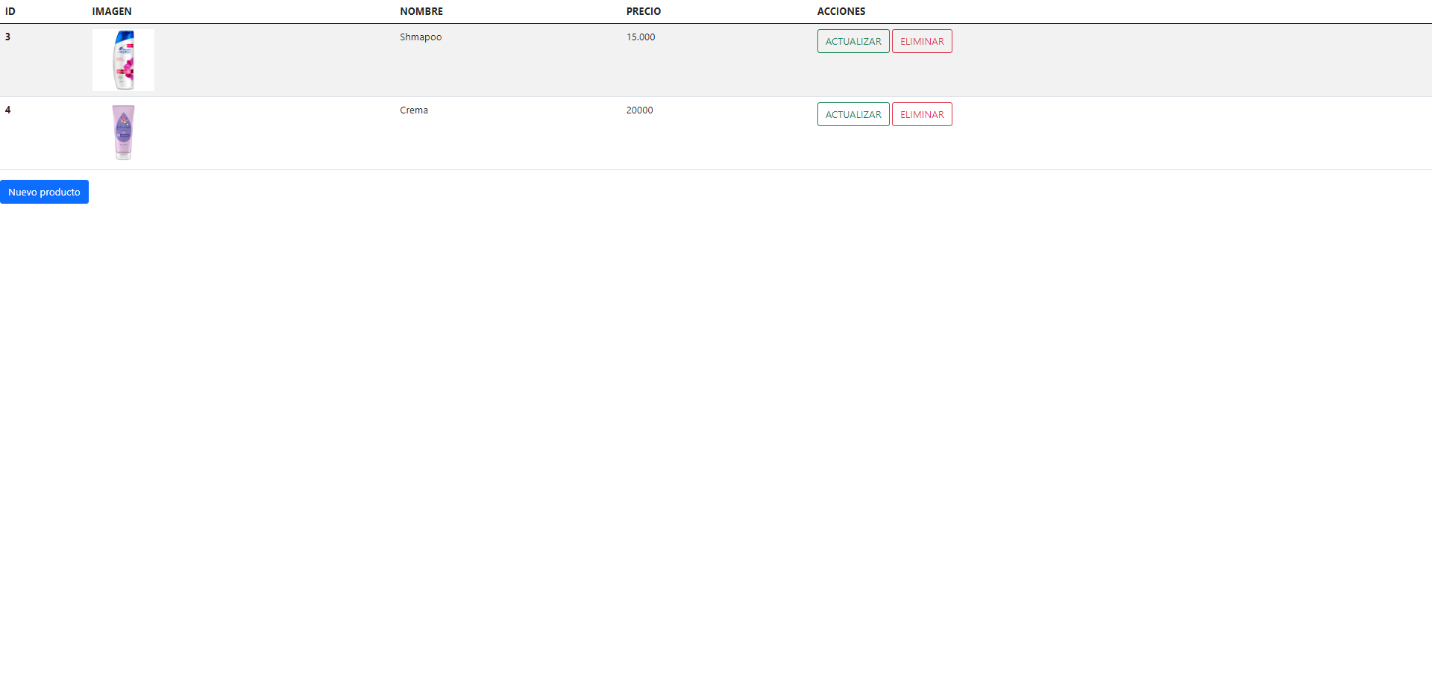 ID IMAGEN NOMBRE PRECIO ACCIONES
3 Shmapoo 15.000 ACTUALIZAR ELIMINAR
4 Crema 20000 ACTUALIZAR ELIMINAR
Nuevo producto